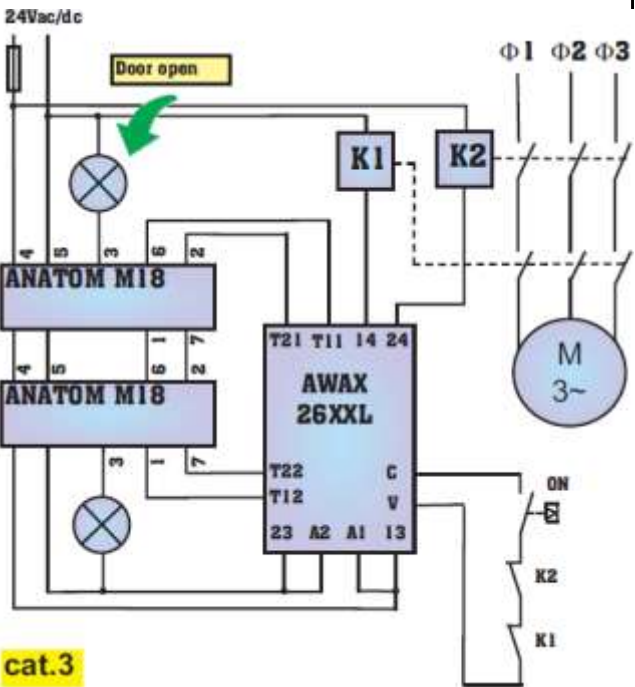 24Vac/dc
Door open
Φ1 Φ2 Φ3
K1
K2
4 5 3 6 2
ANATOM M18
1 7
4 5 6 2
ANATOM M18
3 1 7
T21 T11 14 24
AWAX
26XXL
T22
T12
C
V
23 A2 A1 13
M
3~
ON
K2
K1
cat.3